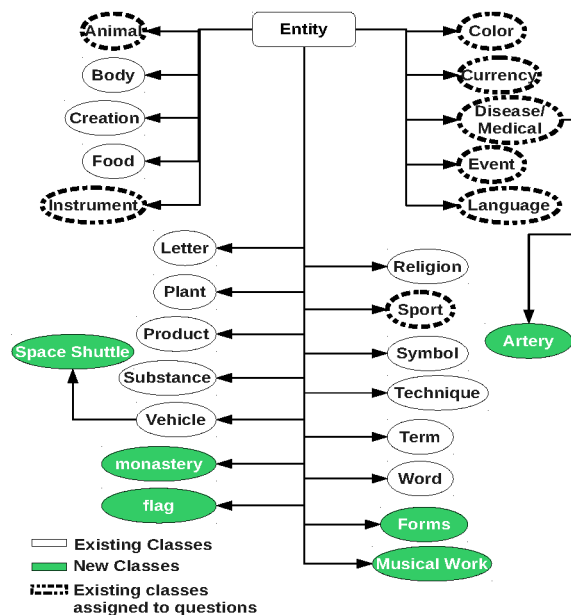 Entity
Animal
Body
Creation
Food
Instrument
Color
Currency
Disease/
Medical
Event
Language
Letter
Plant
Product
Space Shuttle
Substance
Vehicle
monastery
flag
Religion
Sport
Symbol
Technique
Term
Word
Forms
Musical Work
Artery
Existing Classes
New Classes
Existing classes
assigned to questions